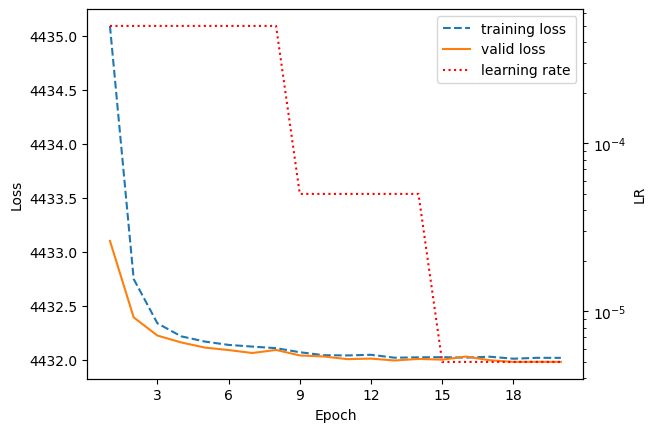 4435.0
4434.5
4434.0
4433.5
4433.0
4432.5
4432.0
Loss
training loss
valid loss
learning rate
10⁻⁴
10⁻⁵
LR
3 6 9 12 15 18
Epoch